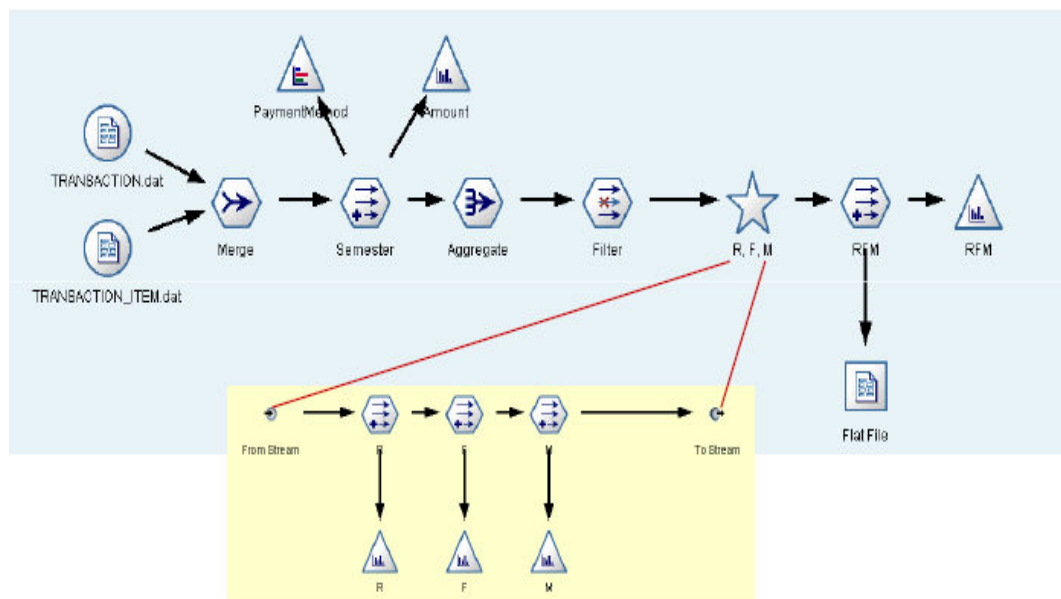 PaymentMethod
Amount
TRANSACTION.dat
Merge
Semester
Aggregate
Filter
R, F, M
RFM
RFM
TRANSACTION_ITEM.dat
Flat File
From Stream
R
F
M
To Stream
R
F
M